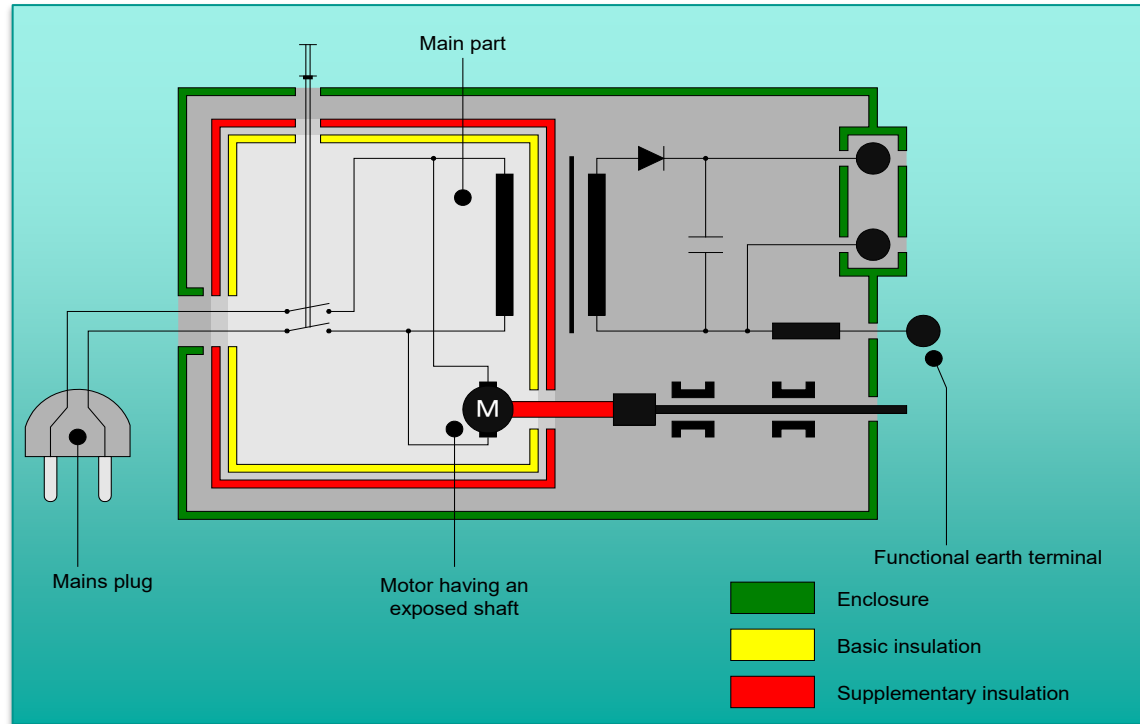 Main part
M
Mains plug
Motor having an
exposed shaft
Functional earth terminal
Enclosure
Basic insulation
Supplementary insulation